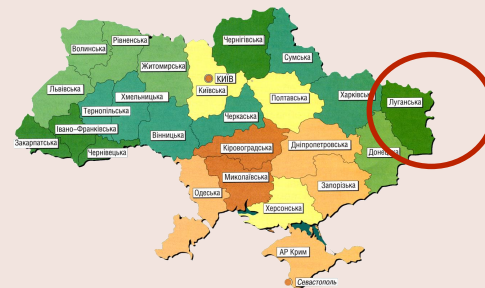 Волинська
Рівненська
Чернігівська
Сумська
Житомирська
КИЇВ
Київська
Львівська
Хмельницька
Тернопільська
Полтавська
Харківська
Луганська
Івано–Франківська
Закарпатська
Чернівецька
Вінницька
Черкаська
Кіровоградська
Дніпропетровська
Донецька
Миколаївська
Запорізька
Одеська
Херсонська
АР Крим
Севастополь